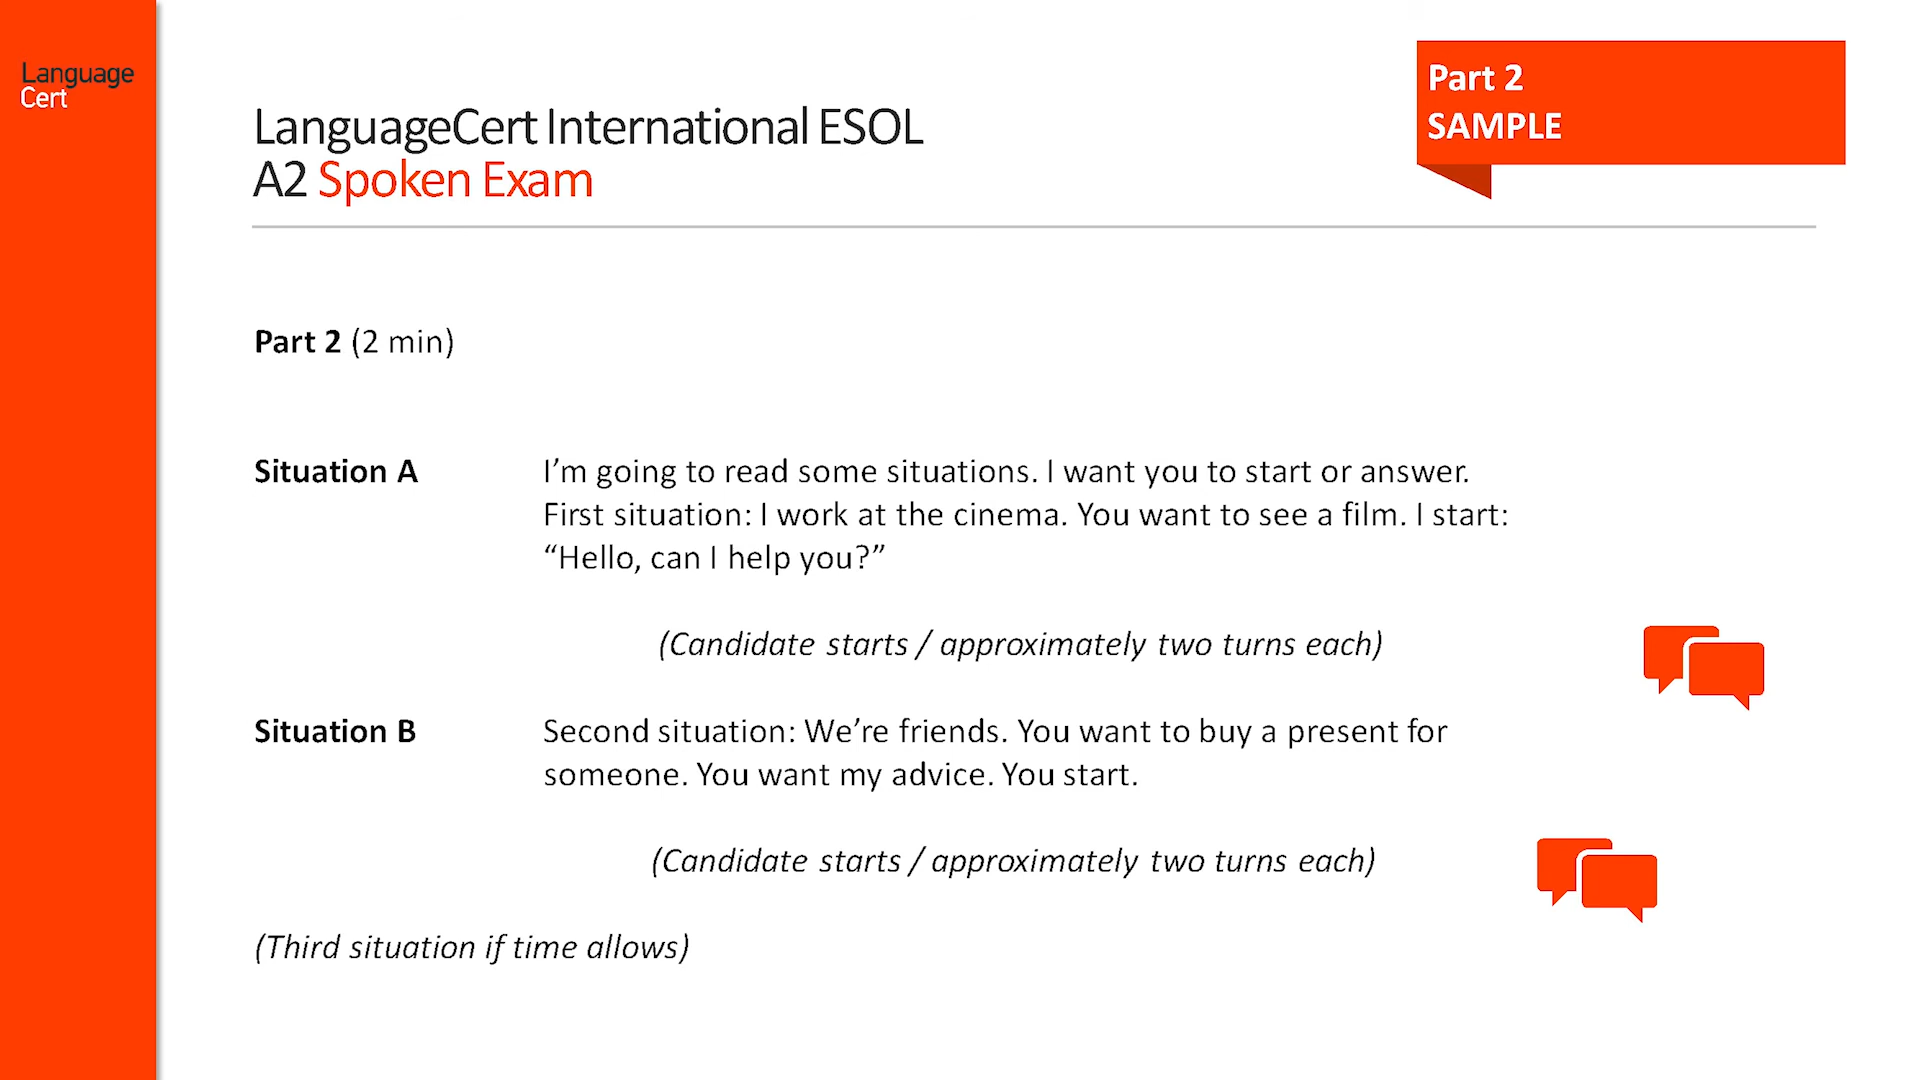 Language
Cert
Part 2
SAMPLE
LanguageCert International ESOL
A2 Spoken Exam
Part 2 (2 min)
Situation A
I’m going to read some situations. I want you to start or answer.
First situation: I work at the cinema. You want to see a film. I start:
“Hello, can I help you?”
(Candidate starts / approximately two turns each)
Situation B
Second situation: We’re friends. You want to buy a present for
someone. You want my advice. You start.
(Candidate starts / approximately two turns each)
(Third situation if time allows)